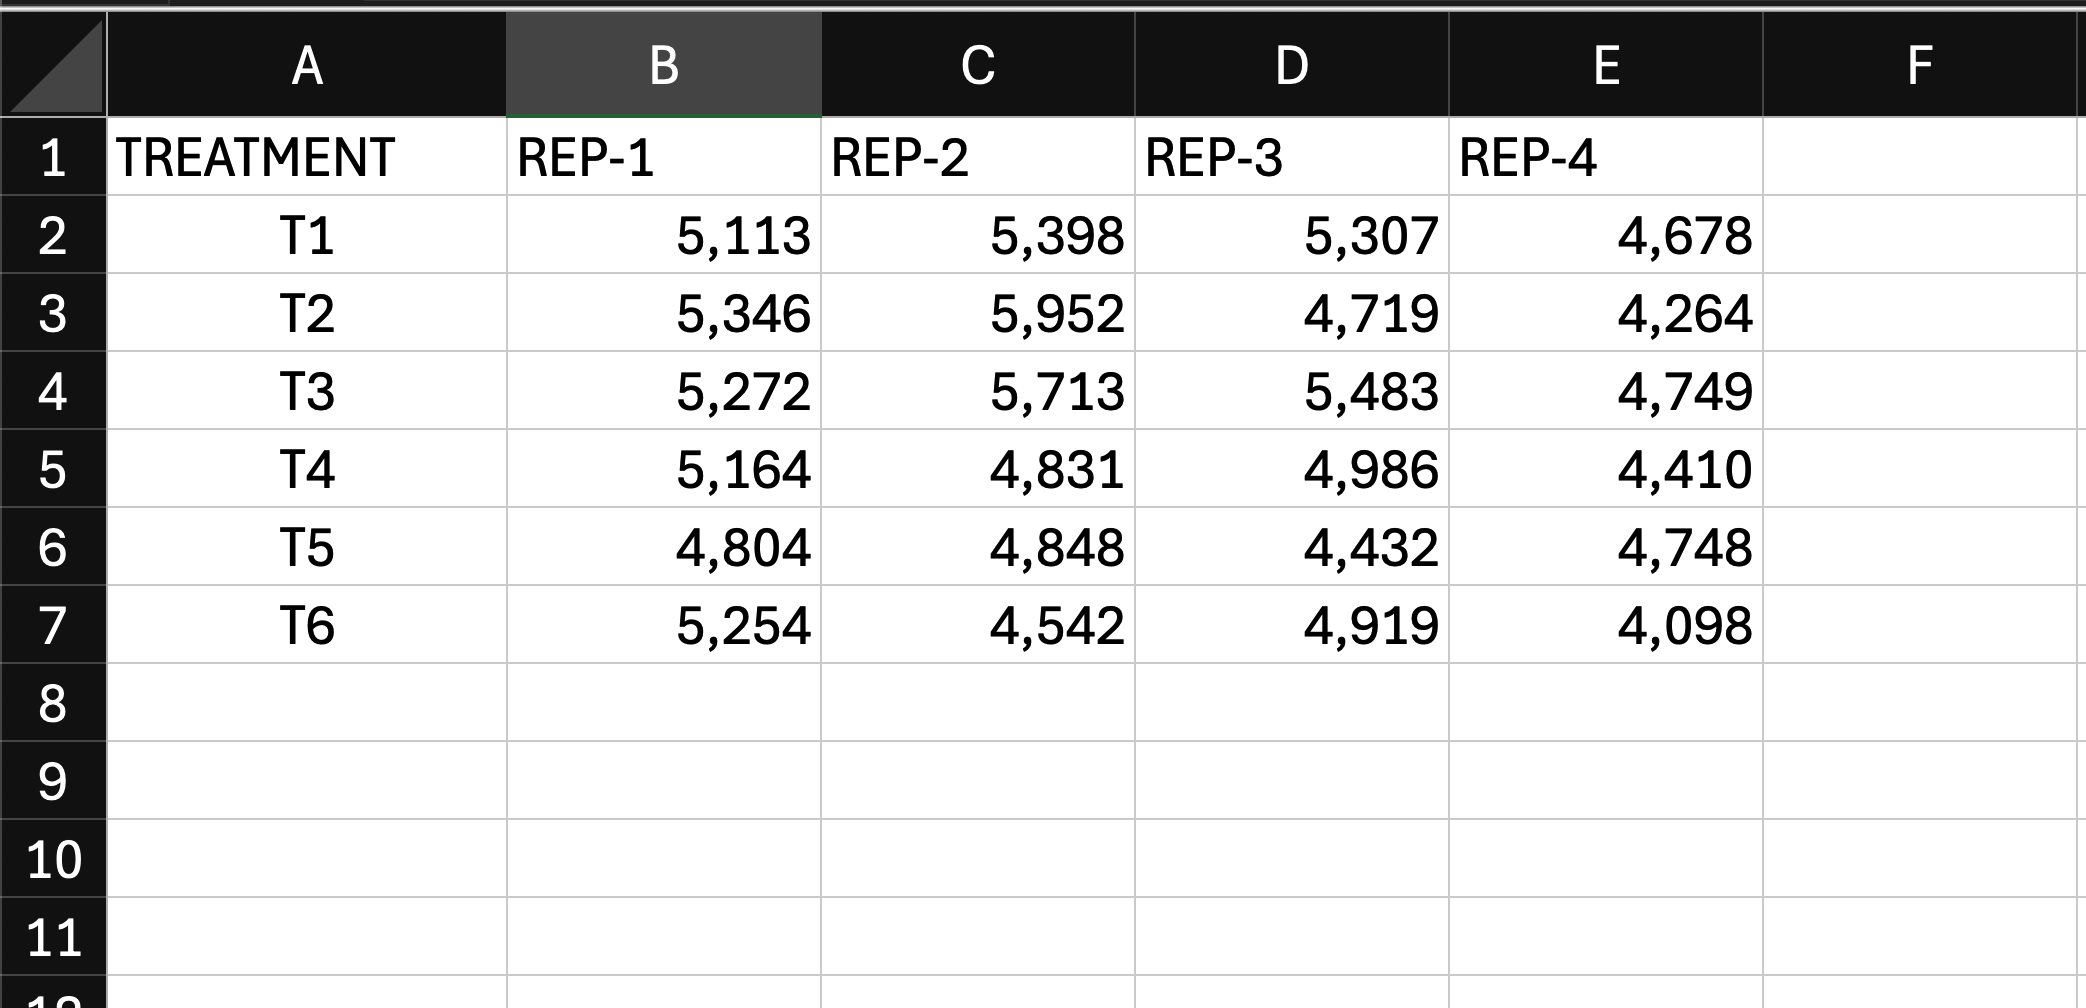 A B C D E F
1 TREATMENT REP-1 REP-2 REP-3 REP-4
2 T1 5,113 5,398 5,307 4,678
3 T2 5,346 5,952 4,719 4,264
4 T3 5,272 5,713 5,483 4,749
5 T4 5,164 4,831 4,986 4,410
6 T5 4,804 4,848 4,432 4,748
7 T6 5,254 4,542 4,919 4,098
8
9
10
11